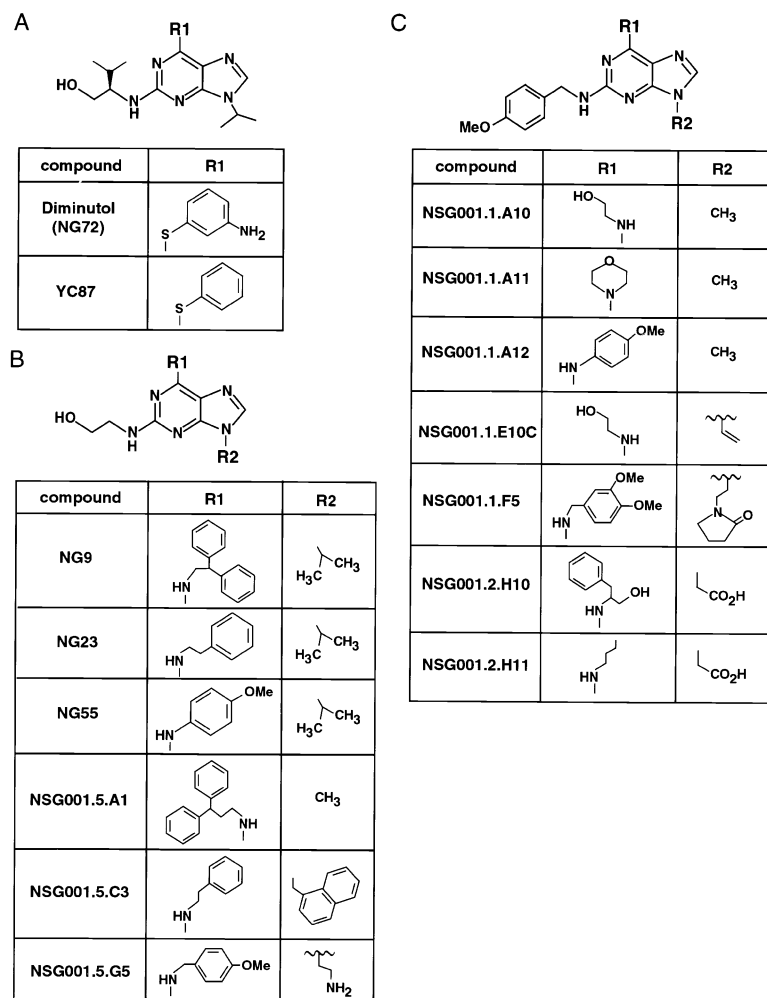 A
R1
HO
N
H
N
N
N
N
compound R1
Diminutol
(NG72)
S
NH2
YC87
S
B
R1
HO
N
H
N
N
N
N
R2
compound R1 R2
NG9
HN
H3C CH3
NG23
HN
H3C CH3
NG55
OMe
HN
H3C CH3
NSG001.5.A1
NH
CH3
NSG001.5.C3
HN
NSG001.5.G5
HN
OMe
NH2
C
R1
MeO
N
H
N
N
N
N
R2
compound R1 R2
NSG001.1.A10
HO
NH
CH3
NSG001.1.A11
O
N
CH3
NSG001.1.A12
OMe
HN
CH3
NSG001.1.E10C
HO
NH
NSG001.1.F5
OMe
OMe
HN
N
O
NSG001.2.H10
OH
HN
CO2H
NSG001.2.H11
HN
CO2H